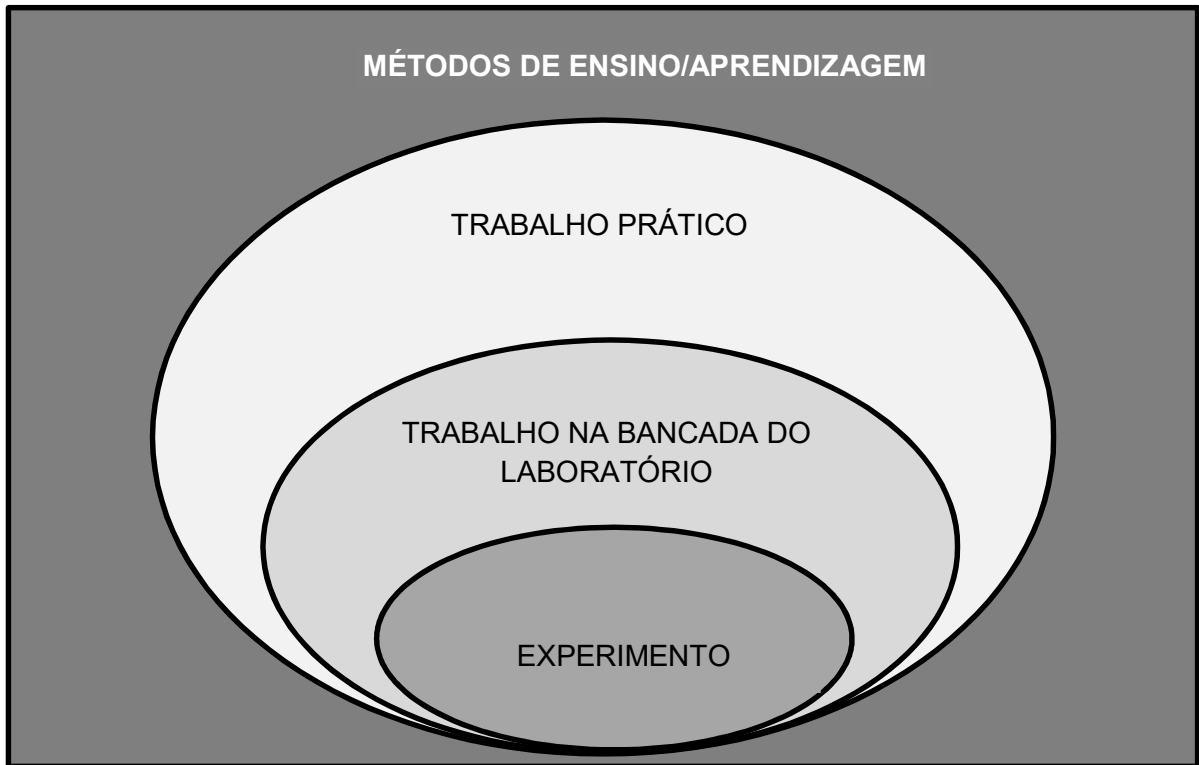 MÉTODOS DE ENSINO/APRENDIZAGEM
TRABALHO PRÁTICO
TRABALHO NA BANCADA DO
LABORATÓRIO
EXPERIMENTO